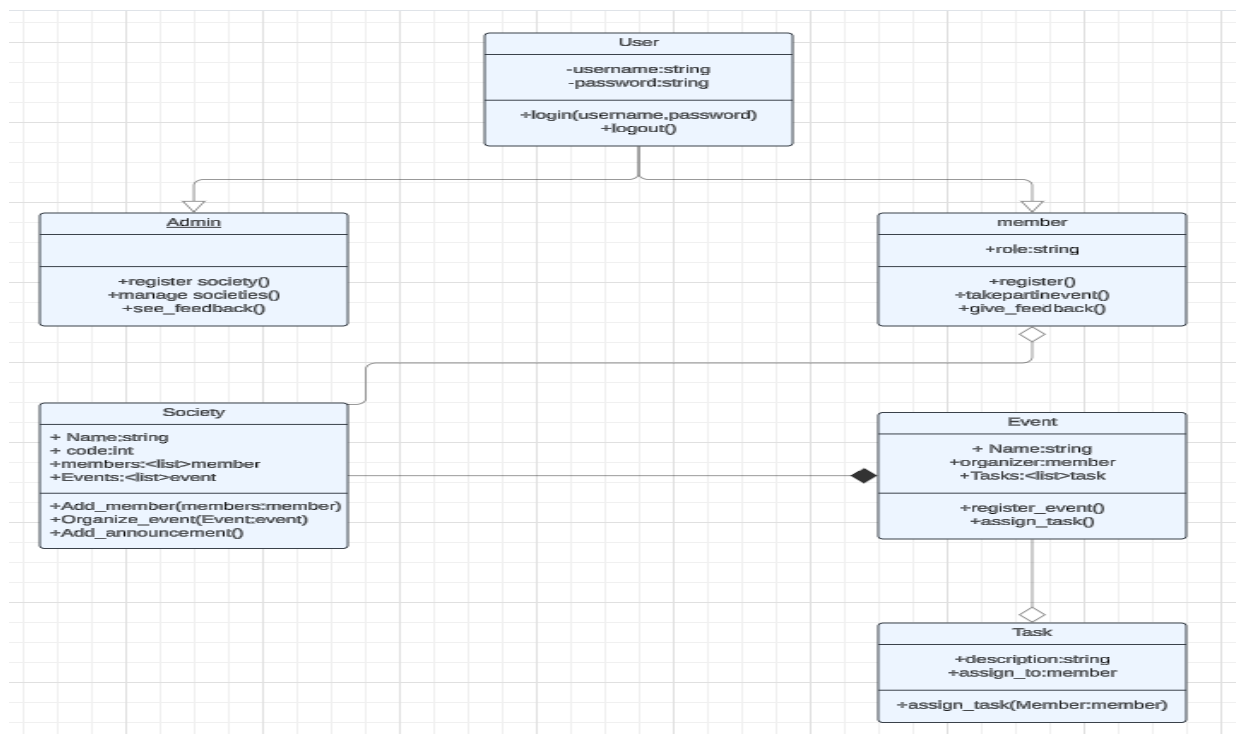 User
-username:string
-password:string
+login(username,password)
+logout()
Admin
+register society()
+manage societies()
+see_feedback()
member
+role:string
+register()
+takepartinevent()
+give_feedback()
Society
+ Name:string
+ code:int
+members:<list>member
+Events:<list>event
+Add_member(members:member)
+Organize_event(Event:event)
+Add_announcement()
Event
+ Name:string
+organizer:member
+Tasks:<list>task
+register_event()
+assign_task()
Task
+description:string
+assign_to:member
+assign_task(Member:member)